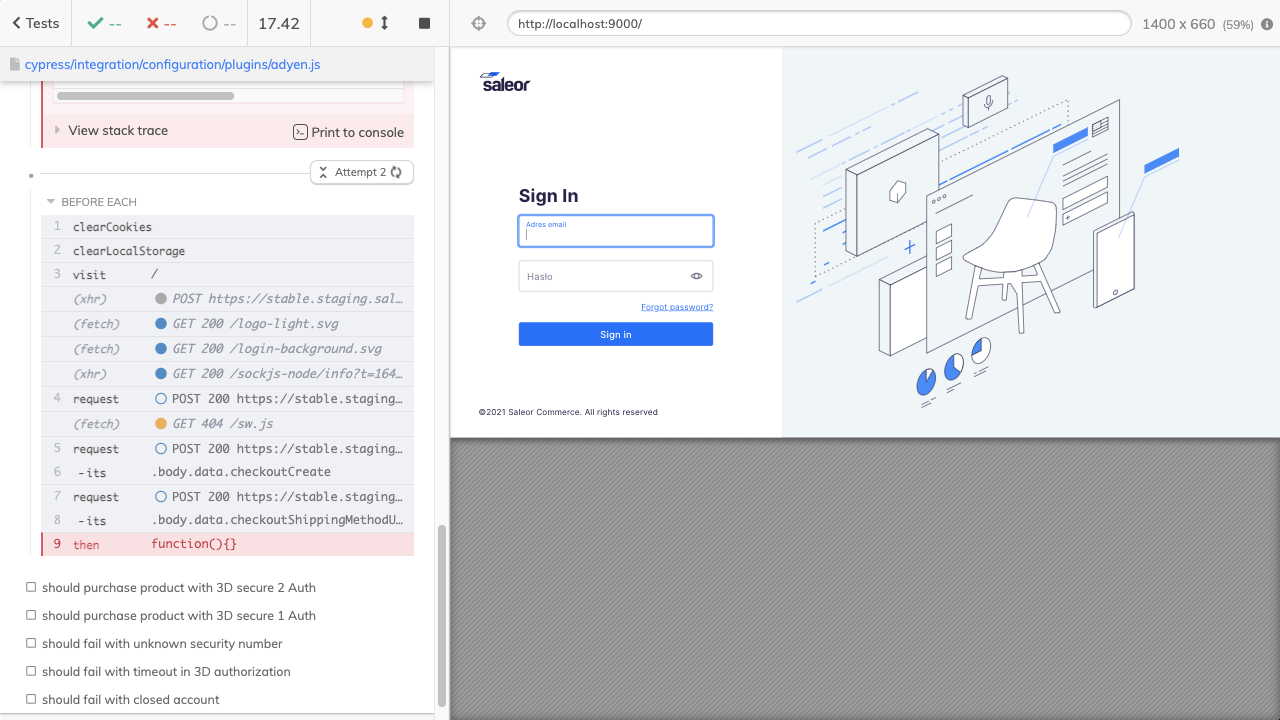 Tests
--
--
--
17.42
http://localhost:9000/
1400 x 660 (59%)
cypress/integration/configuration/plugins/adyen.js
View stack trace
Print to console
Attempt 2
BEFORE EACH
1 clearCookies
2 clearLocalStorage
3 visit /
(xhr) POST https://stable.staging.sal…
(fetch) GET 200 /logo-light.svg
(fetch) GET 200 /login-background.svg
(xhr) GET 200 /sockjs-node/info?t=164…
4 request POST 200 https://stable.staging…
(fetch) GET 404 /sw.js
5 request POST 200 https://stable.staging…
6 -its .body.data.checkoutCreate
7 request POST 200 https://stable.staging…
8 -its .body.data.checkoutShippingMethodU…
9 then function(){}
should purchase product with 3D secure 2 Auth
should purchase product with 3D secure 1 Auth
should fail with unknown security number
should fail with timeout in 3D authorization
should fail with closed account
saleor
Sign In
Adres email
Hasło
Forgot password?
Sign in
©2021 Saleor Commerce. All rights reserved